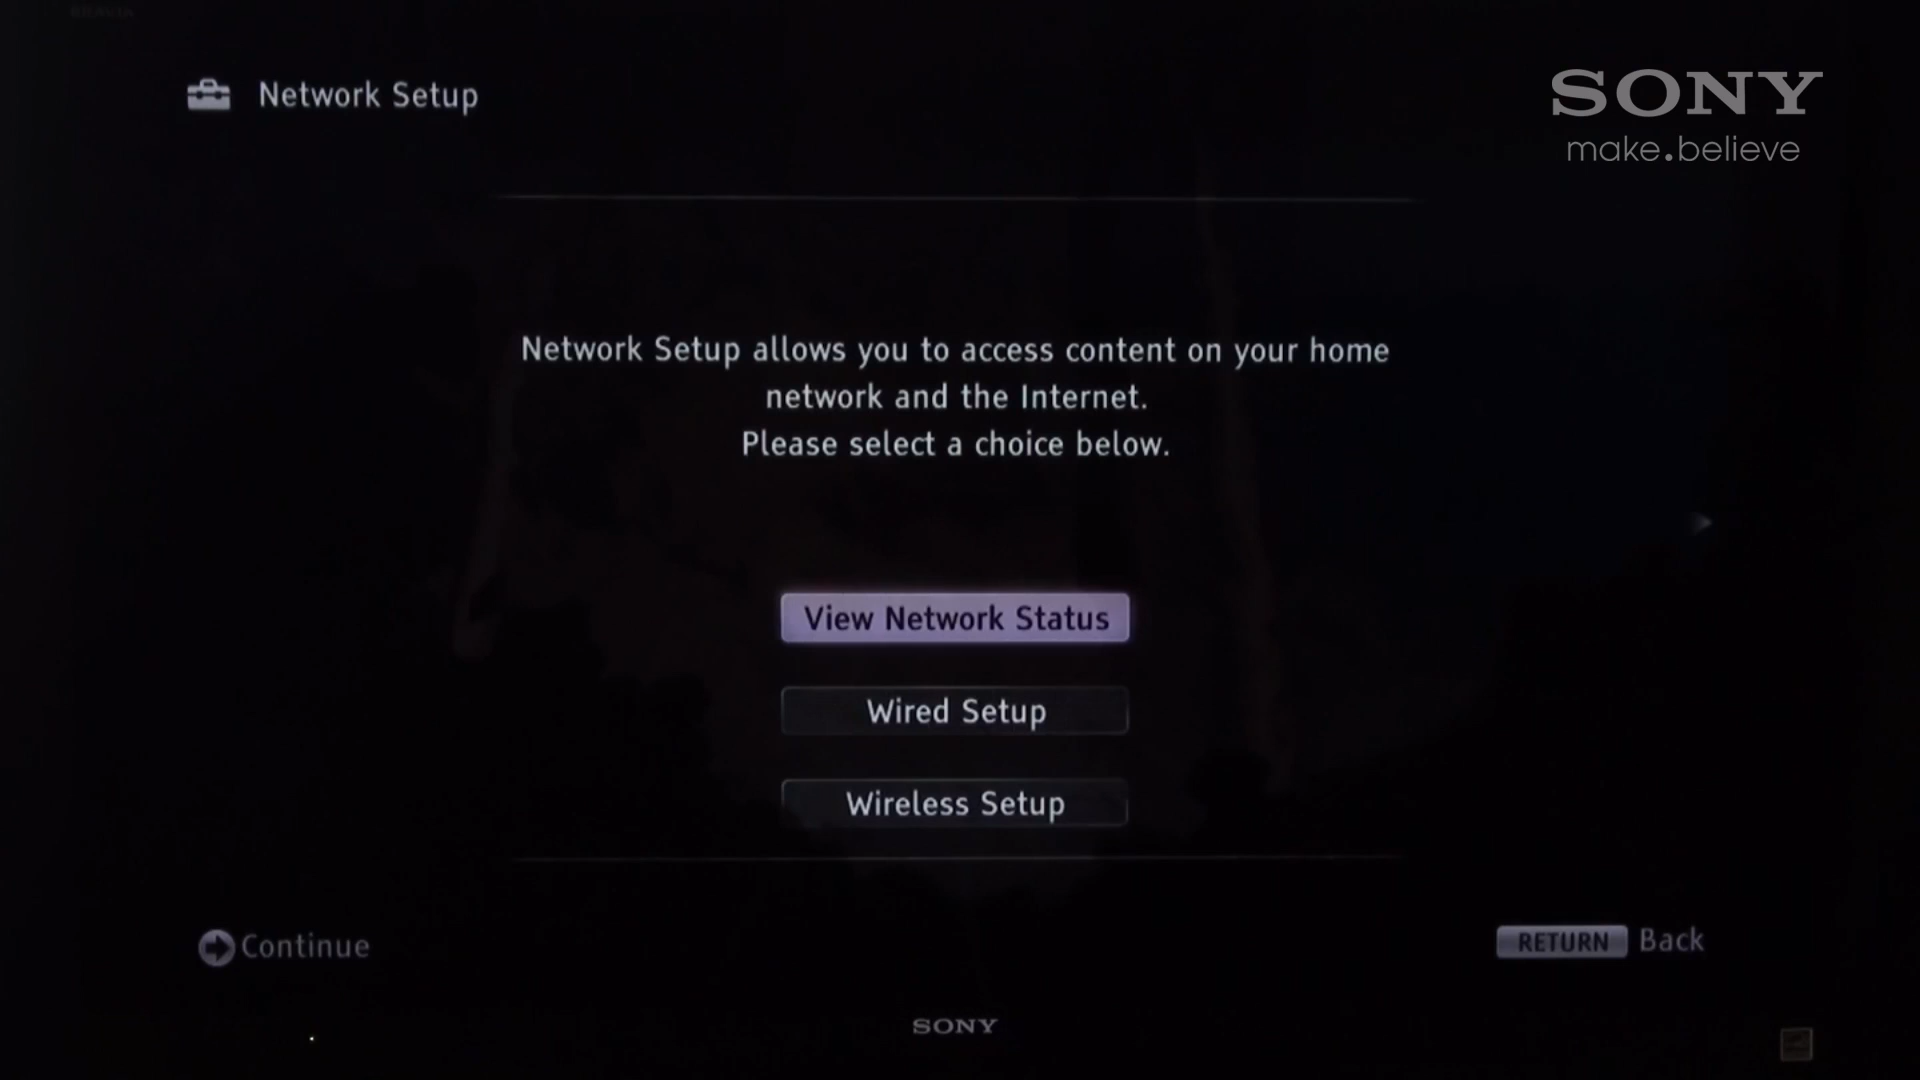 BRAVIA
Network Setup
SONY
make.believe
Network Setup allows you to access content on your home
network and the Internet.
Please select a choice below.
View Network Status
Wired Setup
Wireless Setup
Continue
RETURN Back
SONY